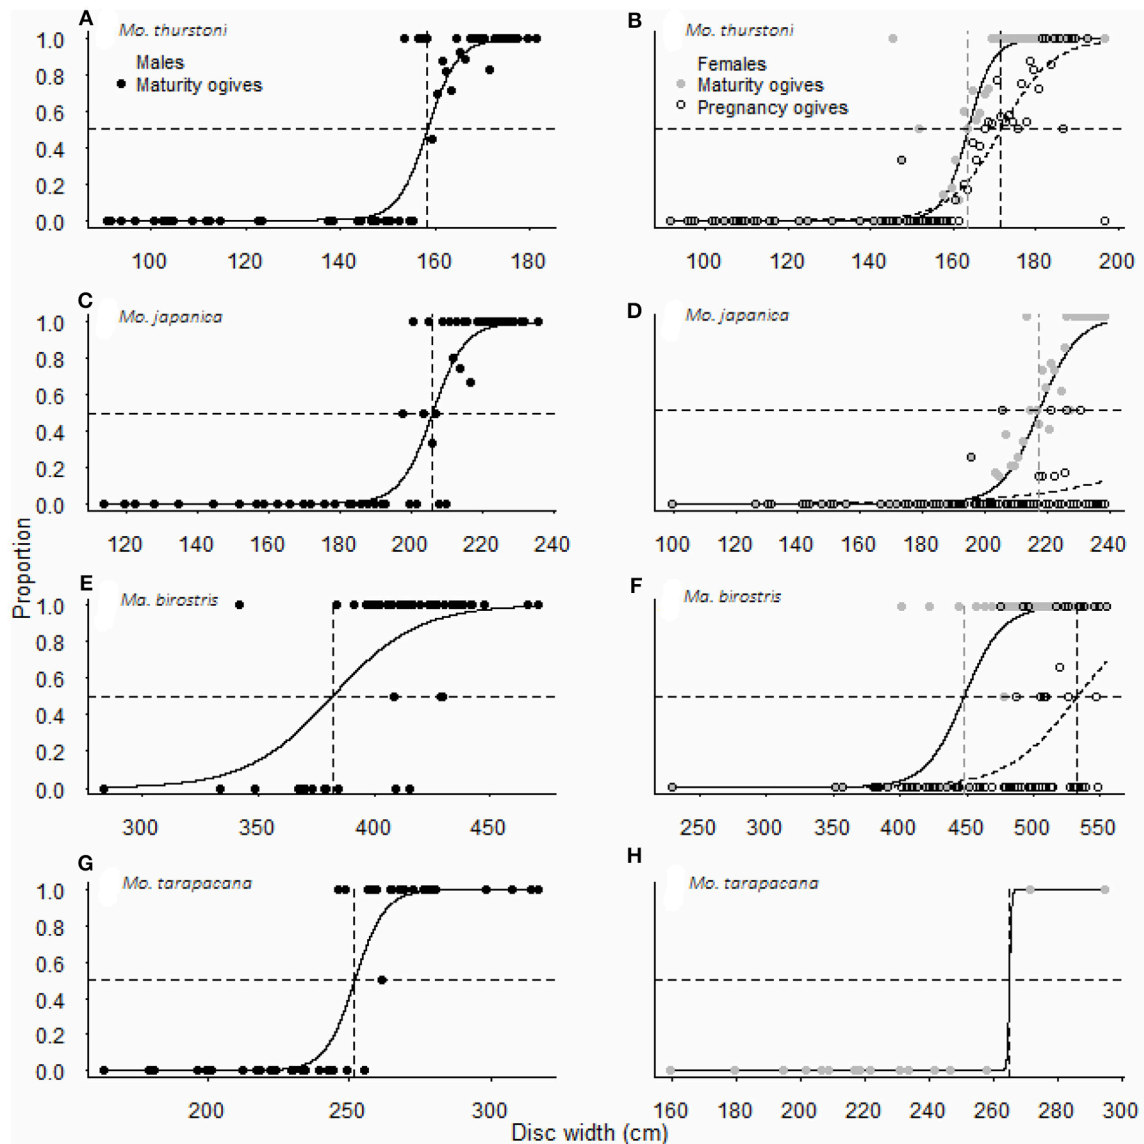 A Mo. thurstoni
Males
Maturity ogives
1.0
0.8
0.6
0.4
0.2
0.0
100 120 140 160 180
B Mo. thurstoni
Females
Maturity ogives
Pregnancy ogives
100 120 140 160 180 200
C Mo. japanica
1.0
0.8
0.6
0.4
0.2
0.0
120 140 160 180 200 220 240
D Mo. japanica
100 120 140 160 180 200 220 240
Proportion
E Ma. birostris
1.0
0.8
0.6
0.4
0.2
0.0
300 350 400 450
F Ma. birostris
250 300 350 400 450 500 550
G Mo. tarapacana
1.0
0.8
0.6
0.4
0.2
0.0
200 250 300
H Mo. tarapacana
160 180 200 220 240 260 280 300
Disc width (cm)